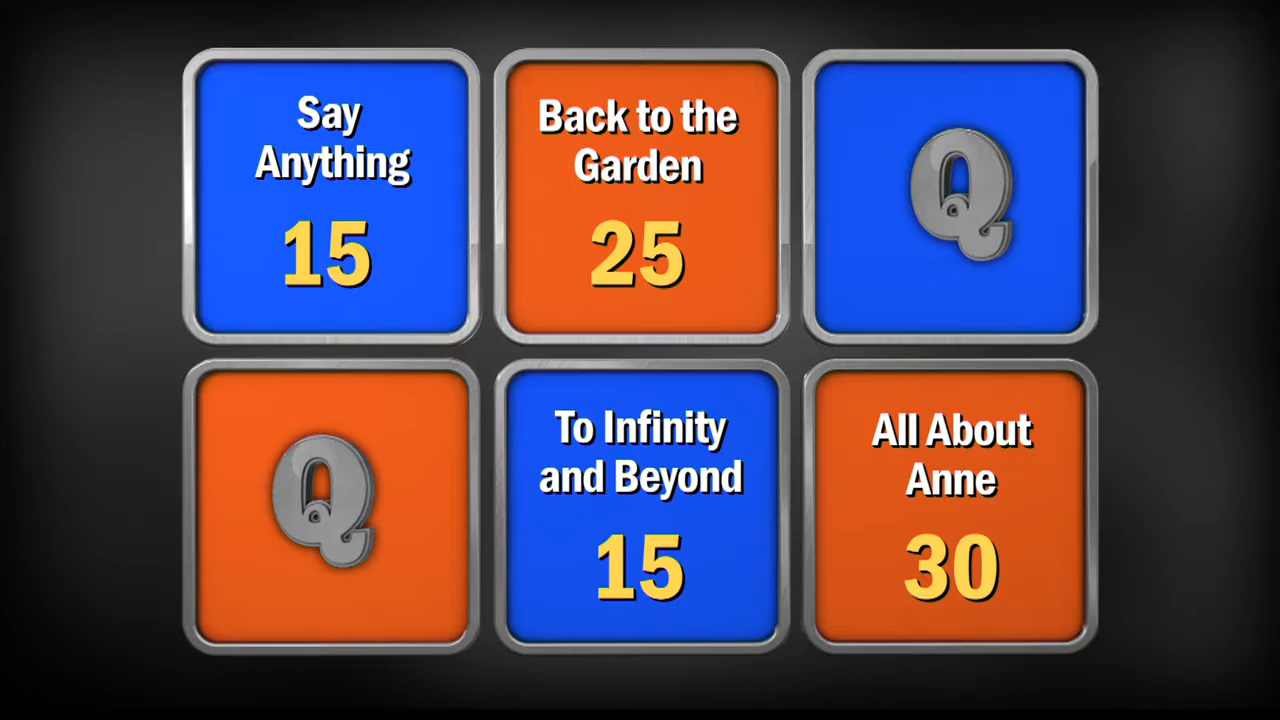 Say
Anything
15
Back to the
Garden
25
Q
Q
To Infinity
and Beyond
15
All About
Anne
30